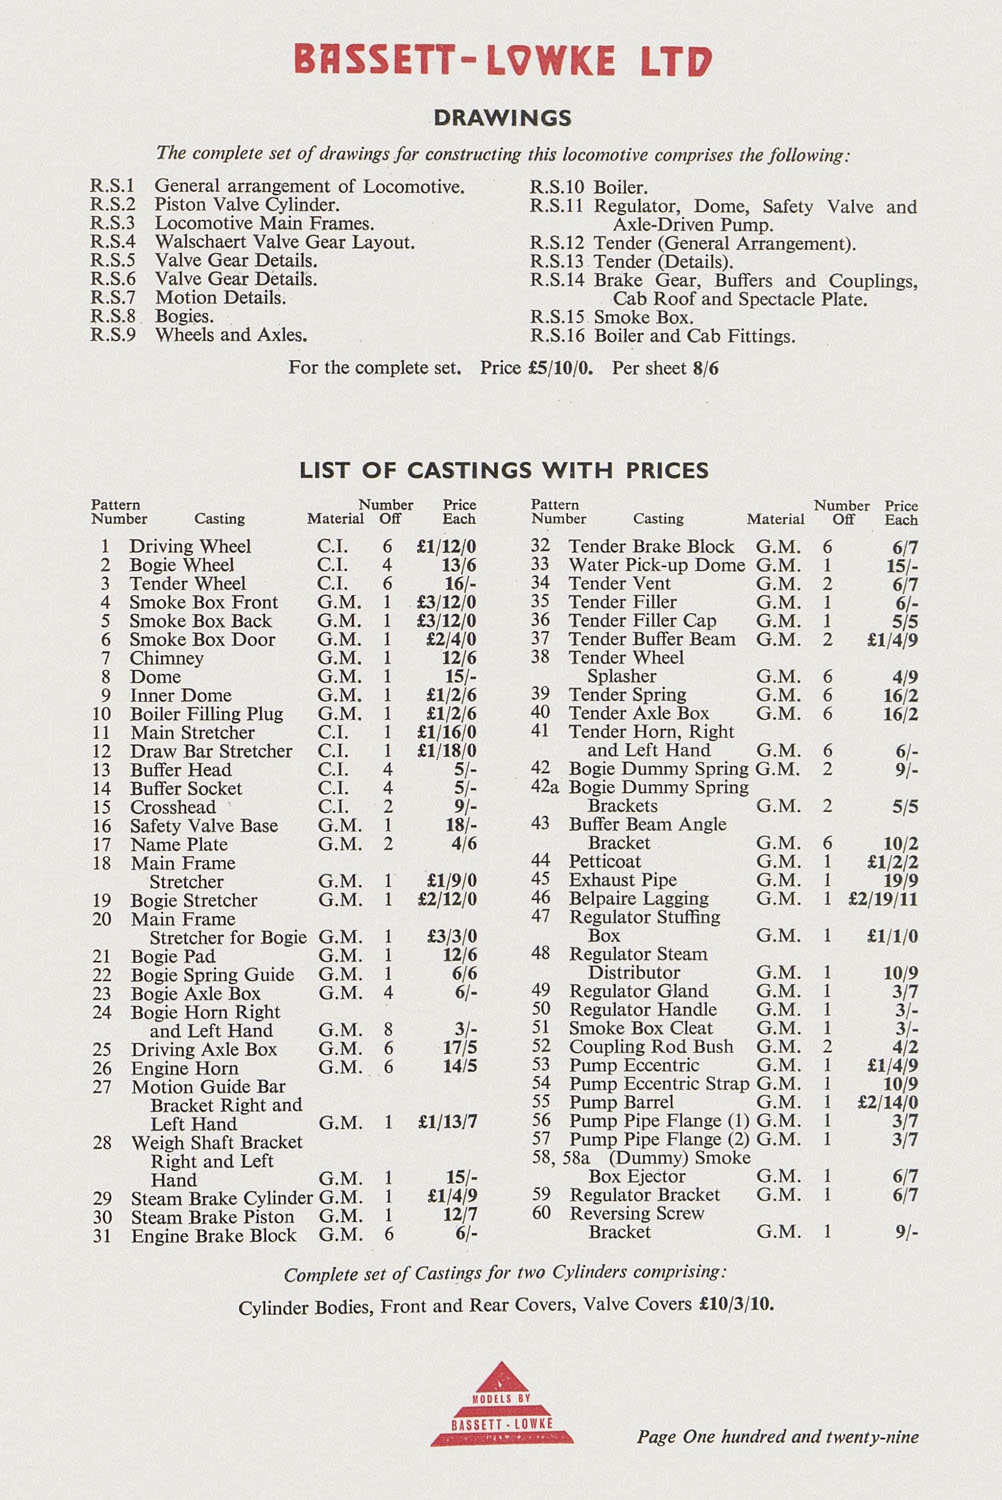 BASSETT-LOWKE LTD
DRAWINGS
The complete set of drawings for constructing this locomotive comprises the following:
R.S.1 General arrangement of Locomotive.
R.S.2 Piston Valve Cylinder.
R.S.3 Locomotive Main Frames.
R.S.4 Walschaert Valve Gear Layout.
R.S.5 Valve Gear Details.
R.S.6 Valve Gear Details.
R.S.7 Motion Details.
R.S.8 Bogies.
R.S.9 Wheels and Axles.
R.S.10 Boiler.
R.S.11 Regulator, Dome, Safety Valve and
Axle-Driven Pump.
R.S.12 Tender (General Arrangement).
R.S.13 Tender (Details).
R.S.14 Brake Gear, Buffers and Couplings,
Cab Roof and Spectacle Plate.
R.S.15 Smoke Box.
R.S.16 Boiler and Cab Fittings.
For the complete set. Price £5/10/0. Per sheet 8/6
LIST OF CASTINGS WITH PRICES
Pattern Number Price
Number Casting Material Off Each
1 Driving Wheel C.I. 6 £1/12/0
2 Bogie Wheel C.I. 4 13/6
3 Tender Wheel C.I. 6 16/-
4 Smoke Box Front G.M. 1 £3/12/0
5 Smoke Box Back G.M. 1 £3/12/0
6 Smoke Box Door G.M. 1 £2/4/0
7 Chimney G.M. 1 12/6
8 Dome G.M. 1 15/-
9 Inner Dome G.M. 1 £1/2/6
10 Boiler Filling Plug G.M. 1 £1/2/6
11 Main Stretcher C.I. 1 £1/16/0
12 Draw Bar Stretcher C.I. 1 £1/18/0
13 Buffer Head C.I. 4 5/-
14 Buffer Socket C.I. 4 5/-
15 Crosshead C.I. 2 9/-
16 Safety Valve Base G.M. 1 18/-
17 Name Plate G.M. 2 4/6
18 Main Frame
Stretcher G.M. 1 £1/9/0
19 Bogie Stretcher G.M. 1 £2/12/0
20 Main Frame
Stretcher for Bogie G.M. 1 £3/3/0
21 Bogie Pad G.M. 1 12/6
22 Bogie Spring Guide G.M. 1 6/6
23 Bogie Axle Box G.M. 4 6/-
24 Bogie Horn Right
and Left Hand G.M. 8 3/-
25 Driving Axle Box G.M. 6 17/5
26 Engine Horn G.M. 6 14/5
27 Motion Guide Bar
Bracket Right and
Left Hand G.M. 1 £1/13/7
28 Weigh Shaft Bracket
Right and Left
Hand G.M. 1 15/-
29 Steam Brake Cylinder G.M. 1 £1/4/9
30 Steam Brake Piston G.M. 1 12/7
31 Engine Brake Block G.M. 6 6/-
Pattern Number Price
Number Casting Material Off Each
32 Tender Brake Block G.M. 6 6/7
33 Water Pick-up Dome G.M. 1 15/-
34 Tender Vent G.M. 2 6/7
35 Tender Filler G.M. 1 6/-
36 Tender Filler Cap G.M. 1 5/5
37 Tender Buffer Beam G.M. 2 £1/4/9
38 Tender Wheel
Splasher G.M. 6 4/9
39 Tender Spring G.M. 6 16/2
40 Tender Axle Box G.M. 6 16/2
41 Tender Horn, Right
and Left Hand G.M. 6 6/-
42 Bogie Dummy Spring G.M. 2 9/-
42a Bogie Dummy Spring
Brackets G.M. 2 5/5
43 Buffer Beam Angle
Bracket G.M. 6 10/2
44 Petticoat G.M. 1 £1/2/2
45 Exhaust Pipe G.M. 1 19/9
46 Belpaire Lagging G.M. 1 £2/19/11
47 Regulator Stuffing
Box G.M. 1 £1/1/0
48 Regulator Steam
Distributor G.M. 1 10/9
49 Regulator Gland G.M. 1 3/7
50 Regulator Handle G.M. 1 3/-
51 Smoke Box Cleat G.M. 1 3/-
52 Coupling Rod Bush G.M. 2 4/2
53 Pump Eccentric G.M. 1 £1/4/9
54 Pump Eccentric Strap G.M. 1 10/9
55 Pump Barrel G.M. 1 £2/14/0
56 Pump Pipe Flange (1) G.M. 1 3/7
57 Pump Pipe Flange (2) G.M. 1 3/7
58, 58a (Dummy) Smoke
Box Ejector G.M. 1 6/7
59 Regulator Bracket G.M. 1 6/7
60 Reversing Screw
Bracket G.M. 1 9/-
Complete set of Castings for two Cylinders comprising:
Cylinder Bodies, Front and Rear Covers, Valve Covers £10/3/10.
MODELS BY
BASSETT-LOWKE
Page One hundred and twenty-nine